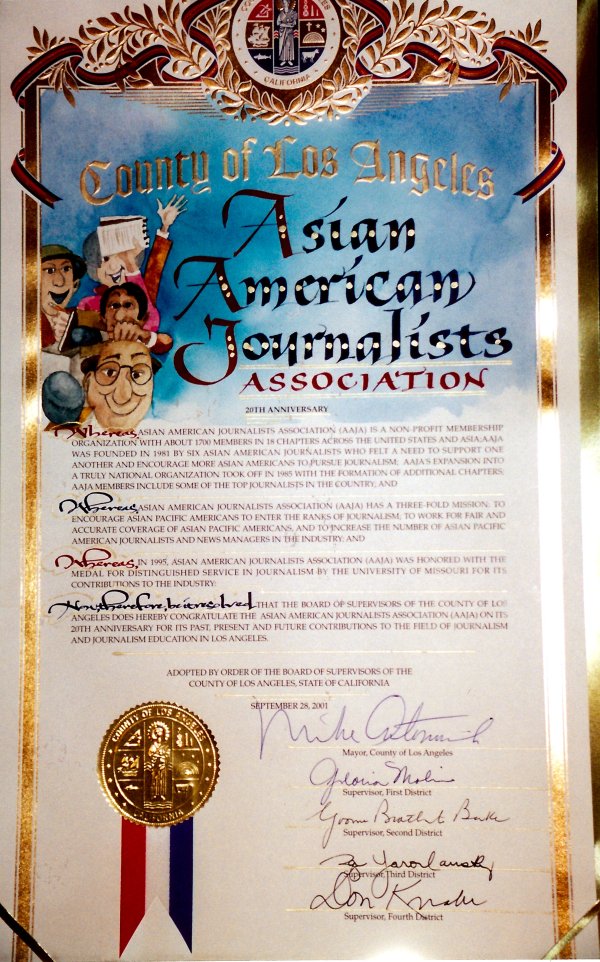 CALIFORNIA
County of Los Angeles
Asian
American
Journalists
ASSOCIATION
20TH ANNIVERSARY
Whereas, ASIAN AMERICAN JOURNALISTS ASSOCIATION (AAJA) IS A NON-PROFIT MEMBERSHIP
ORGANIZATION WITH ABOUT 1700 MEMBERS IN 18 CHAPTERS ACROSS THE UNITED STATES AND ASIA;AAJA
WAS FOUNDED IN 1981 BY SIX ASIAN AMERICAN JOURNALISTS WHO FELT A NEED TO SUPPORT ONE
ANOTHER AND ENCOURAGE MORE ASIAN AMERICANS TO PURSUE JOURNALISM; AAJA'S EXPANSION INTO
A TRULY NATIONAL ORGANIZATION TOOK OFF IN 1985 WITH THE FORMATION OF ADDITIONAL CHAPTERS;
AAJA MEMBERS INCLUDE SOME OF THE TOP JOURNALISTS IN THE COUNTRY; AND
Whereas, ASIAN AMERICAN JOURNALISTS ASSOCIATION (AAJA) HAS A THREE-FOLD MISSION, TO
ENCOURAGE ASIAN PACIFIC AMERICANS TO ENTER THE RANKS OF JOURNALISM, TO WORK FOR FAIR AND
ACCURATE COVERAGE OF ASIAN PACIFIC AMERICANS, AND TO INCREASE THE NUMBER OF ASIAN PACIFIC
AMERICAN JOURNALISTS AND NEWS MANAGERS IN THE INDUSTRY; AND
Whereas, IN 1995, ASIAN AMERICAN JOURNALISTS ASSOCIATION (AAJA) WAS HONORED WITH THE
MEDAL FOR DISTINGUISHED SERVICE IN JOURNALISM BY THE UNIVERSITY OF MISSOURI FOR ITS
CONTRIBUTIONS TO THE INDUSTRY:
Now, therefore, be it resolved, THAT THE BOARD OF SUPERVISORS OF THE COUNTY OF LOS
ANGELES DOES HEREBY CONGRATULATE THE ASIAN AMERICAN JOURNALISTS ASSOCIATION (AAJA) ON ITS
20TH ANNIVERSARY FOR ITS PAST, PRESENT AND FUTURE CONTRIBUTIONS TO THE FIELD OF JOURNALISM
AND JOURNALISM EDUCATION IN LOS ANGELES.
ADOPTED BY ORDER OF THE BOARD OF SUPERVISORS OF THE
COUNTY OF LOS ANGELES, STATE OF CALIFORNIA
SEPTEMBER 28, 2001
Mike Antonovich
Mayor, County of Los Angeles
Gloria Molina
Supervisor, First District
Yvonne Brathwaite Burke
Supervisor, Second District
Zev Yaroslavsky
Supervisor, Third District
Don Knabe
Supervisor, Fourth District
COUNTY OF LOS ANGELES
CALIFORNIA